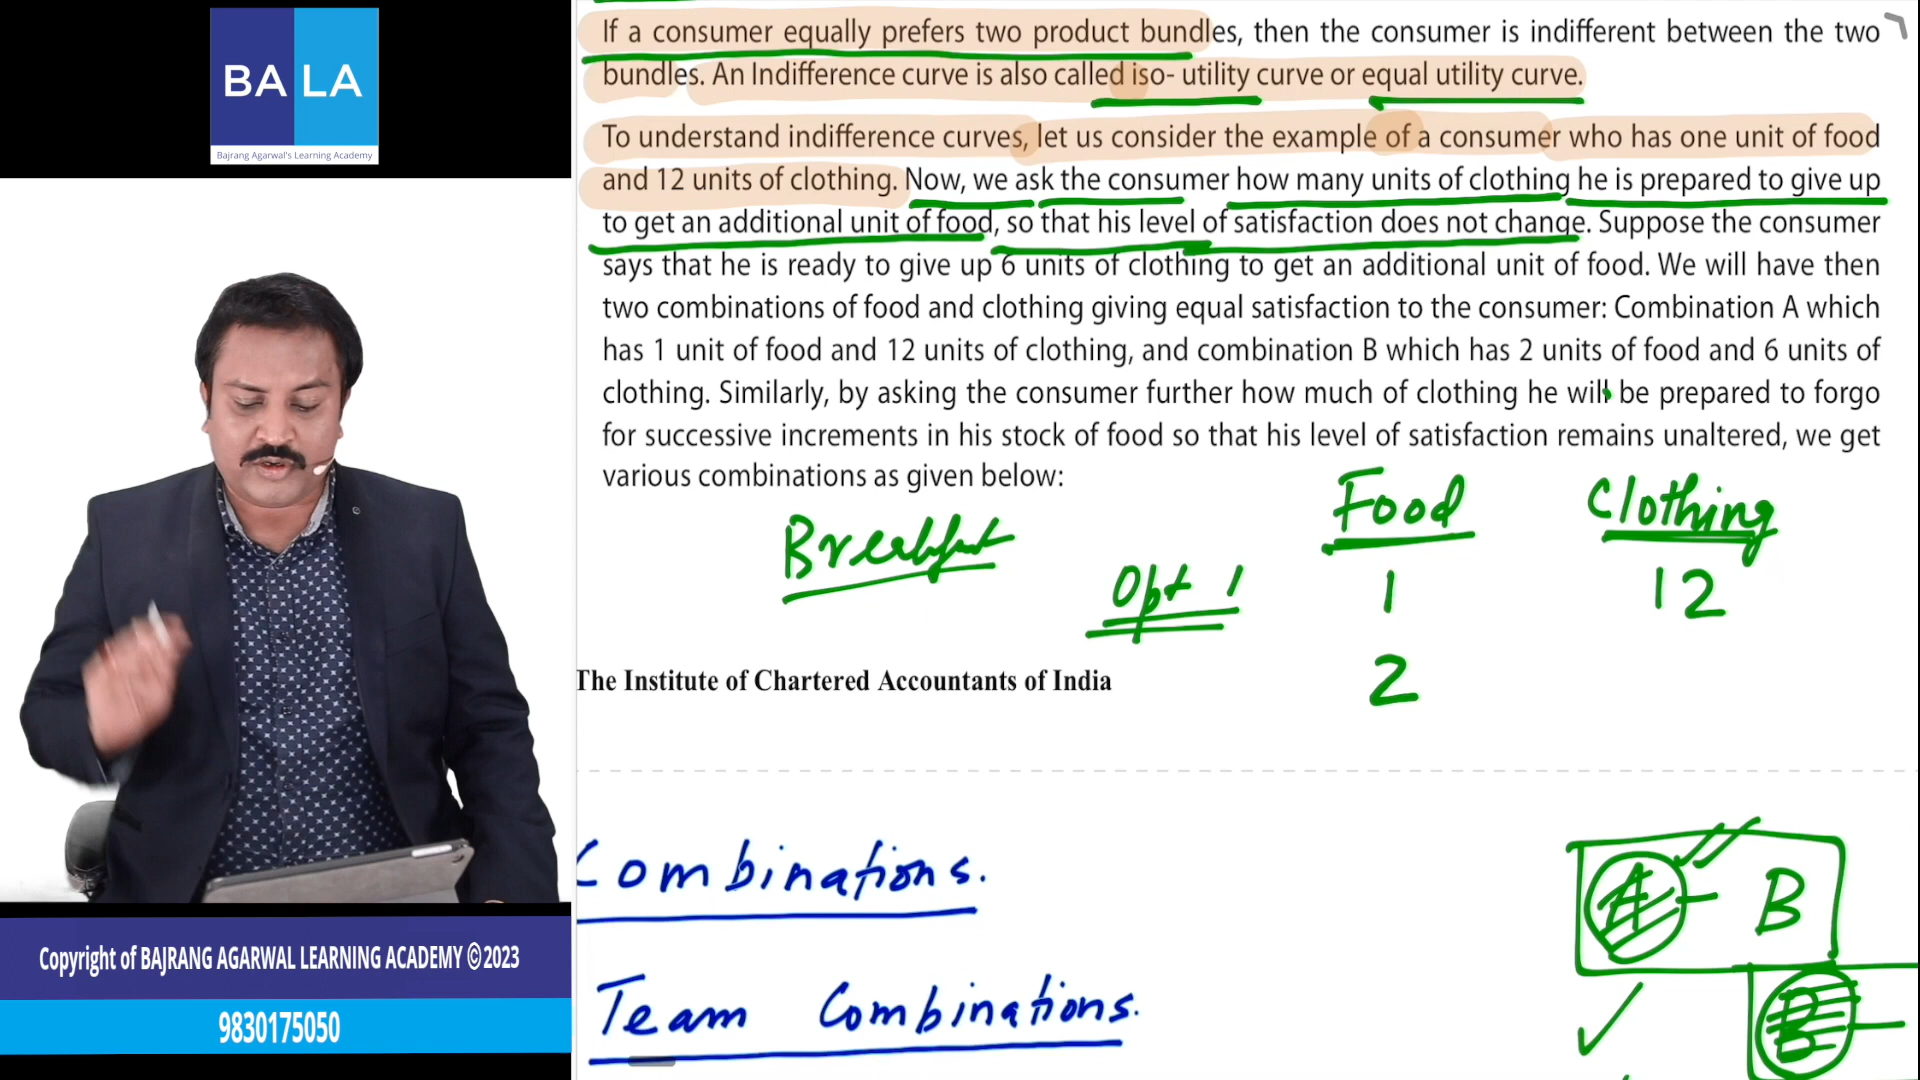 BA LA
Bajrang Agarwal's Learning Academy
If a consumer equally prefers two product bundles, then the consumer is indifferent between the two
bundles. An Indifference curve is also called iso- utility curve or equal utility curve.
To understand indifference curves, let us consider the example of a consumer who has one unit of food
and 12 units of clothing. Now, we ask the consumer how many units of clothing he is prepared to give up
to get an additional unit of food, so that his level of satisfaction does not change. Suppose the consumer
says that he is ready to give up 6 units of clothing to get an additional unit of food. We will have then
two combinations of food and clothing giving equal satisfaction to the consumer: Combination A which
has 1 unit of food and 12 units of clothing, and combination B which has 2 units of food and 6 units of
clothing. Similarly, by asking the consumer further how much of clothing he will be prepared to forgo
for successive increments in his stock of food so that his level of satisfaction remains unaltered, we get
various combinations as given below:
Food Clothing
Breakfast
Opt 1 1 12
2
The Institute of Chartered Accountants of India
Combinations.
A B
Team Combinations.
B
Copyright of BAJRANG AGARWAL LEARNING ACADEMY ©2023
9830175050